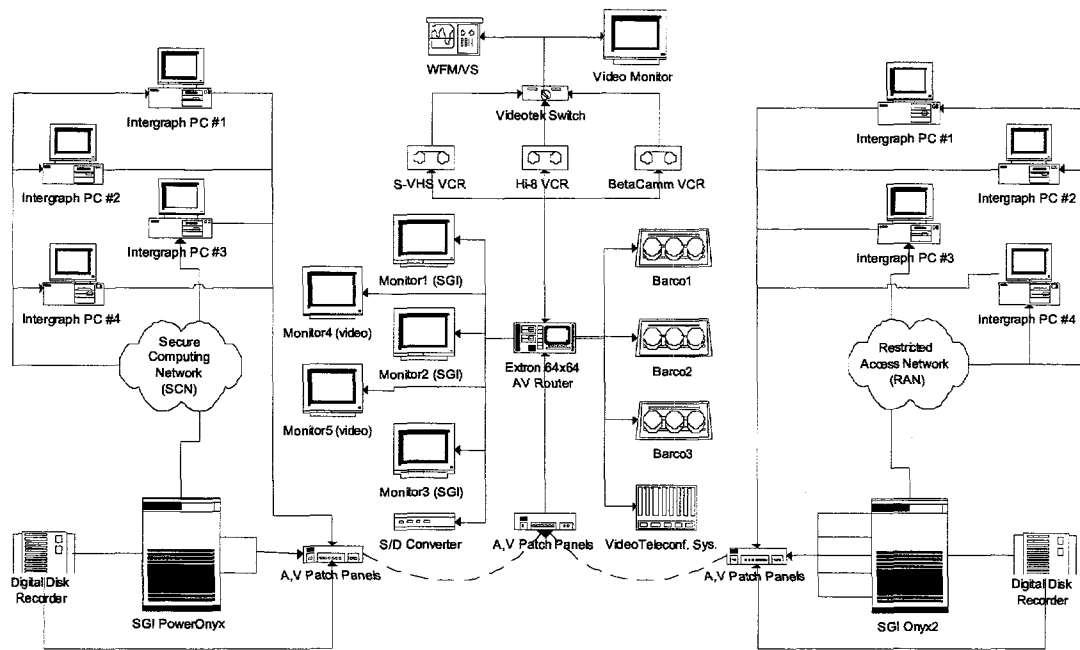 WFM/VS
Video Monitor
Videotek Switch
S-VHS VCR
Hi-8 VCR
BetaCamm VCR
Intergraph PC #1
Intergraph PC #2
Intergraph PC #3
Intergraph PC #4
Secure
Computing
Network
(SCN)
SGI PowerOnyx
Digital Disk
Recorder
A,V Patch Panels
Monitor1 (SGI)
Monitor4 (video)
Monitor2 (SGI)
Monitor5 (video)
Monitor3 (SGI)
S/D Converter
Extron 64x64
AV Router
A,V Patch Panels
Barco1
Barco2
Barco3
VideoTeleconf. Sys.
Intergraph PC #1
Intergraph PC #2
Intergraph PC #3
Intergraph PC #4
Restricted
Access Network
(RAN)
A,V Patch Panels
SGI Onyx2
Digital Disk
Recorder